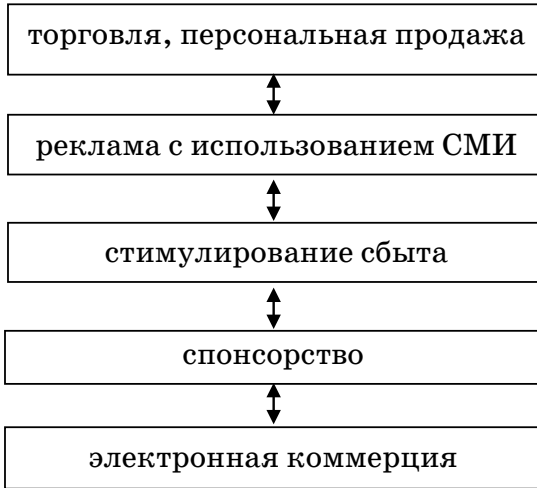 торговля, персональная продажа
реклама с использованием СМИ
стимулирование сбыта
спонсорство
электронная коммерция